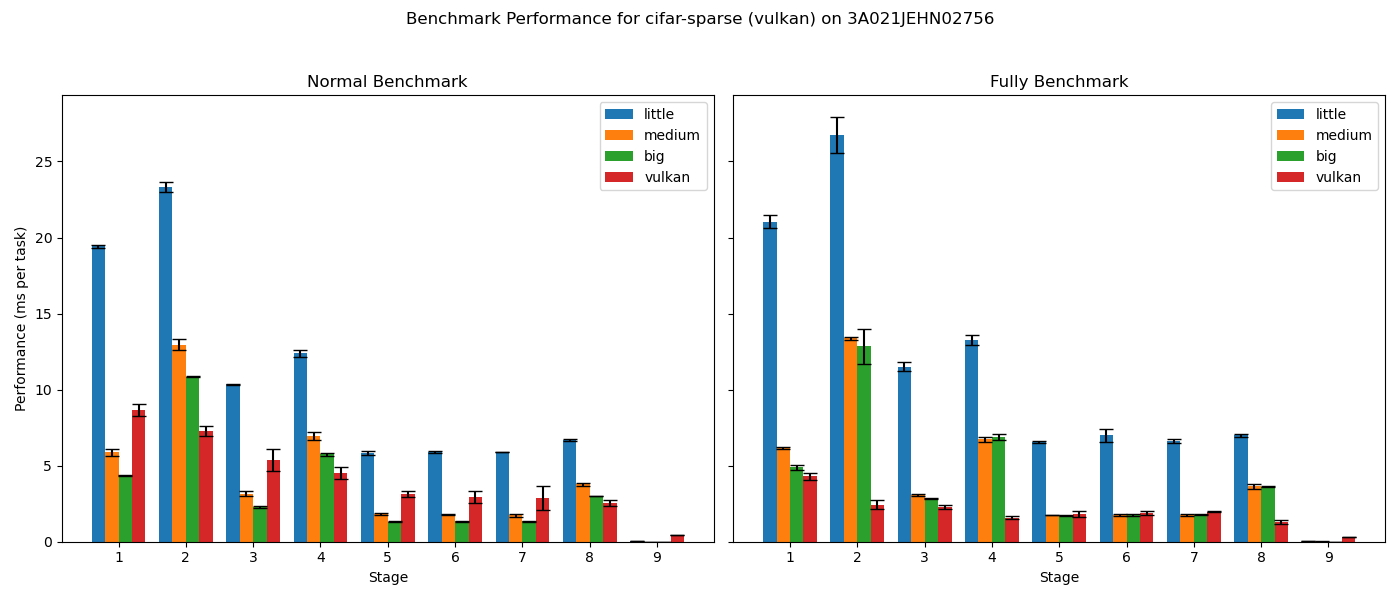 Benchmark Performance for cifar-sparse (vulkan) on 3A021JEHN02756
Normal Benchmark
Performance (ms per task)
25
20
15
10
5
0
little
medium
big
vulkan
1 2 3 4 5 6 7 8 9
Stage
Fully Benchmark
little
medium
big
vulkan
1 2 3 4 5 6 7 8 9
Stage